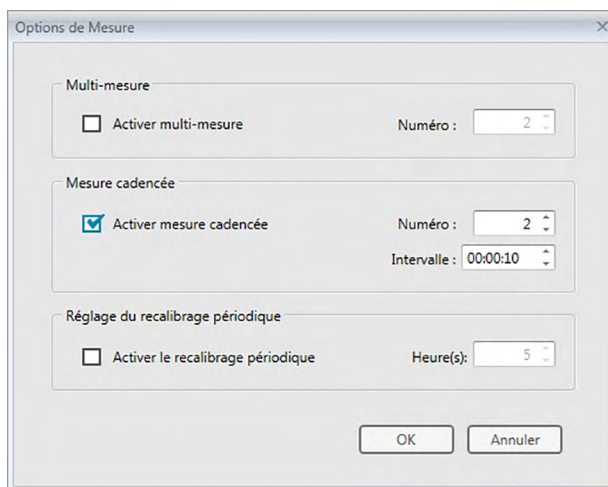 Options de Mesure
Multi-mesure
Activer multi-mesure Numéro : 2
Mesure cadencée
Activer mesure cadencée Numéro : 2
Intervalle : 00:00:10
Réglage du recalibrage périodique
Activer le recalibrage périodique Heure(s): 5
OK Annuler